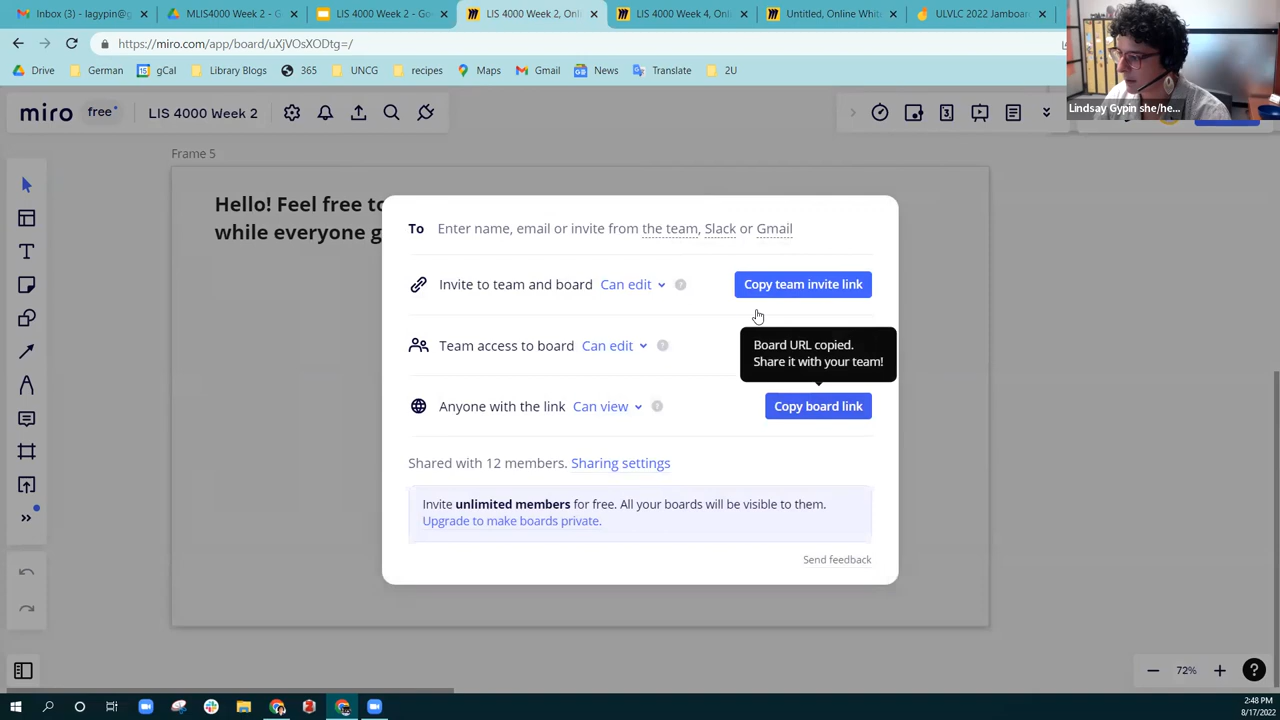 Inbox (3) - lagypin@gm
MLIS4000 Week 2 - G
LIS 4000 Week 2 - Go
LIS 4000 Week 2, Onl
LIS 4000 Week 4, Onl
Untitled, Online Whit
ULVLC 2022 Jamboar
https://miro.com/app/board/uXjVOsXODtg=/
Drive
German
gCal
Library Blogs
365
UNCG
recipes
Maps
Gmail
News
Translate
2U
Lindsay Gypin she/he...
miro
free
LIS 4000 Week 2
Frame 5
Hello! Feel free to
while everyone g
To
Enter name, email or invite from the team, Slack or Gmail
Invite to team and board Can edit
Copy team invite link
Team access to board Can edit
Board URL copied.
Share it with your team!
Anyone with the link Can view
Copy board link
Shared with 12 members. Sharing settings
Invite unlimited members for free. All your boards will be visible to them.
Upgrade to make boards private.
Send feedback
72%
2:48 PM
8/17/2022